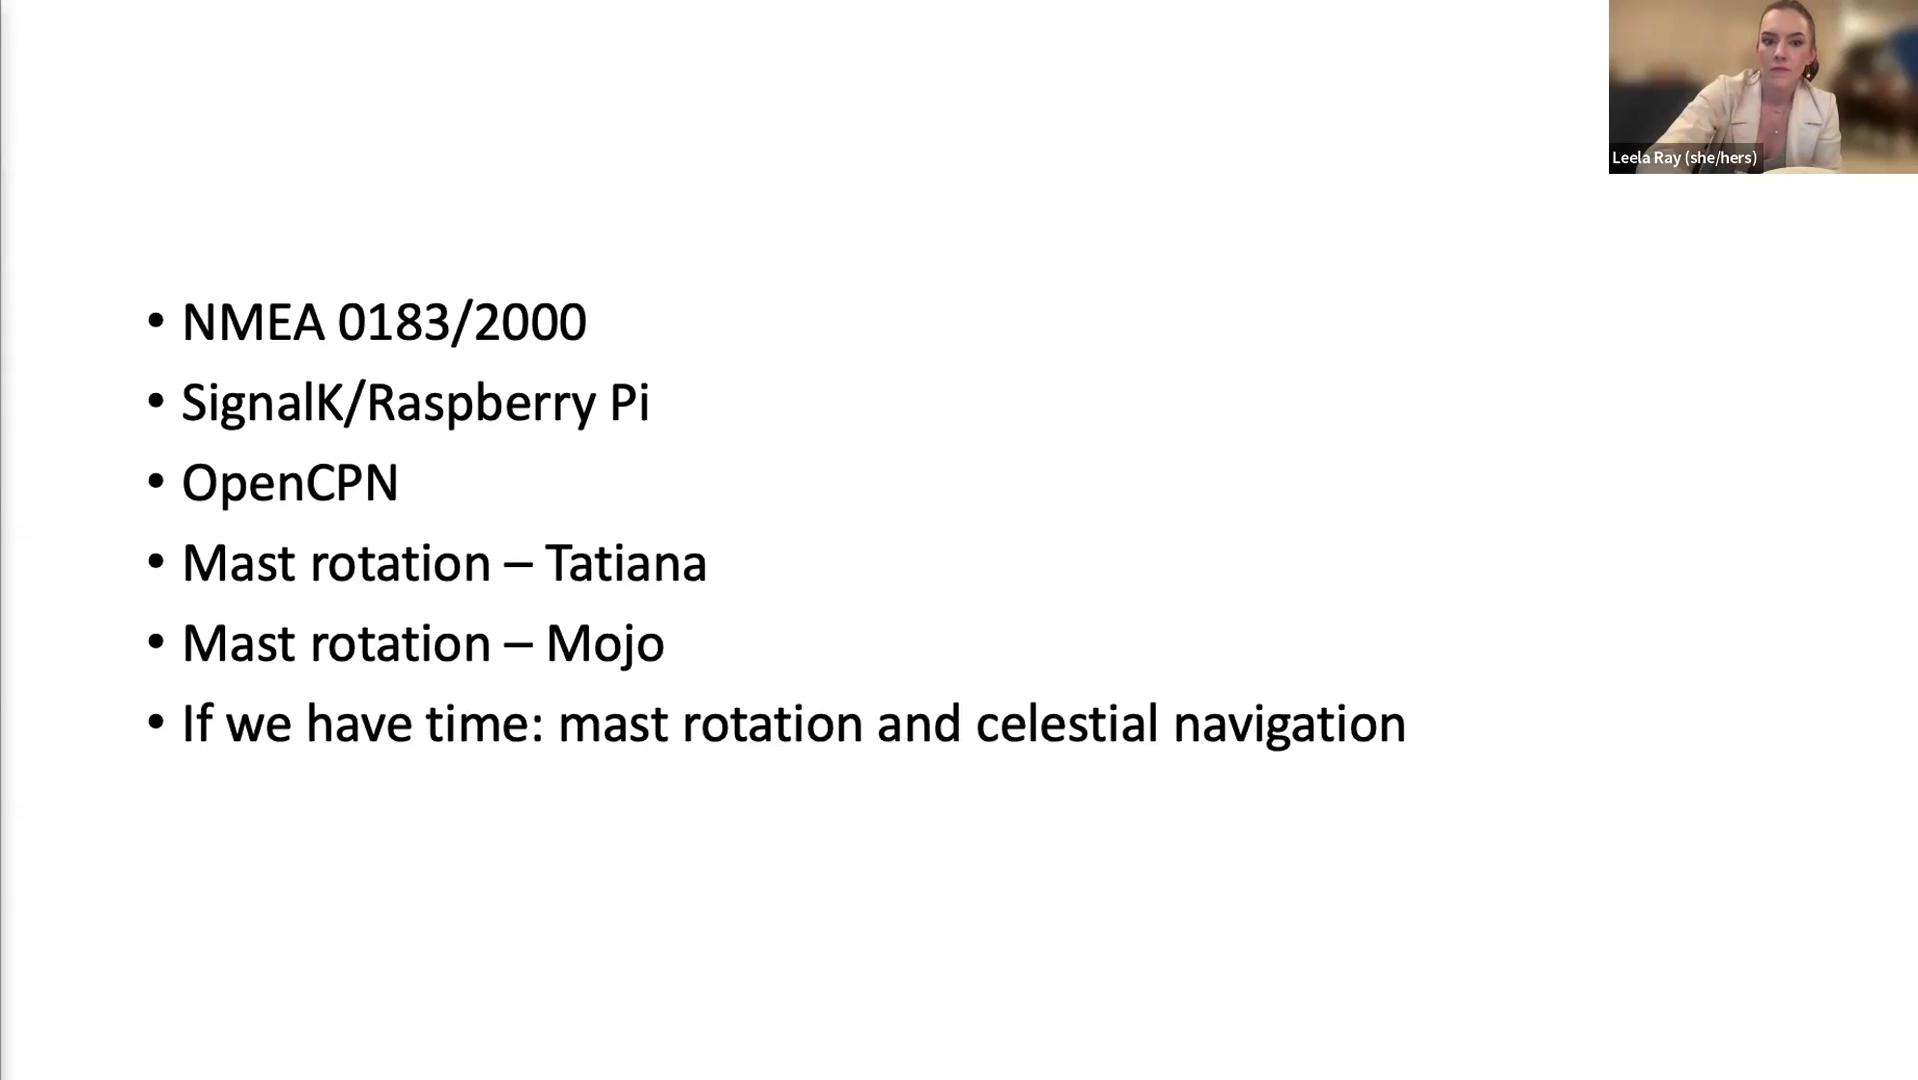 Leela Ray (she/hers)
• NMEA 0183/2000
• SignalK/Raspberry Pi
• OpenCPN
• Mast rotation – Tatiana
• Mast rotation – Mojo
• If we have time: mast rotation and celestial navigation